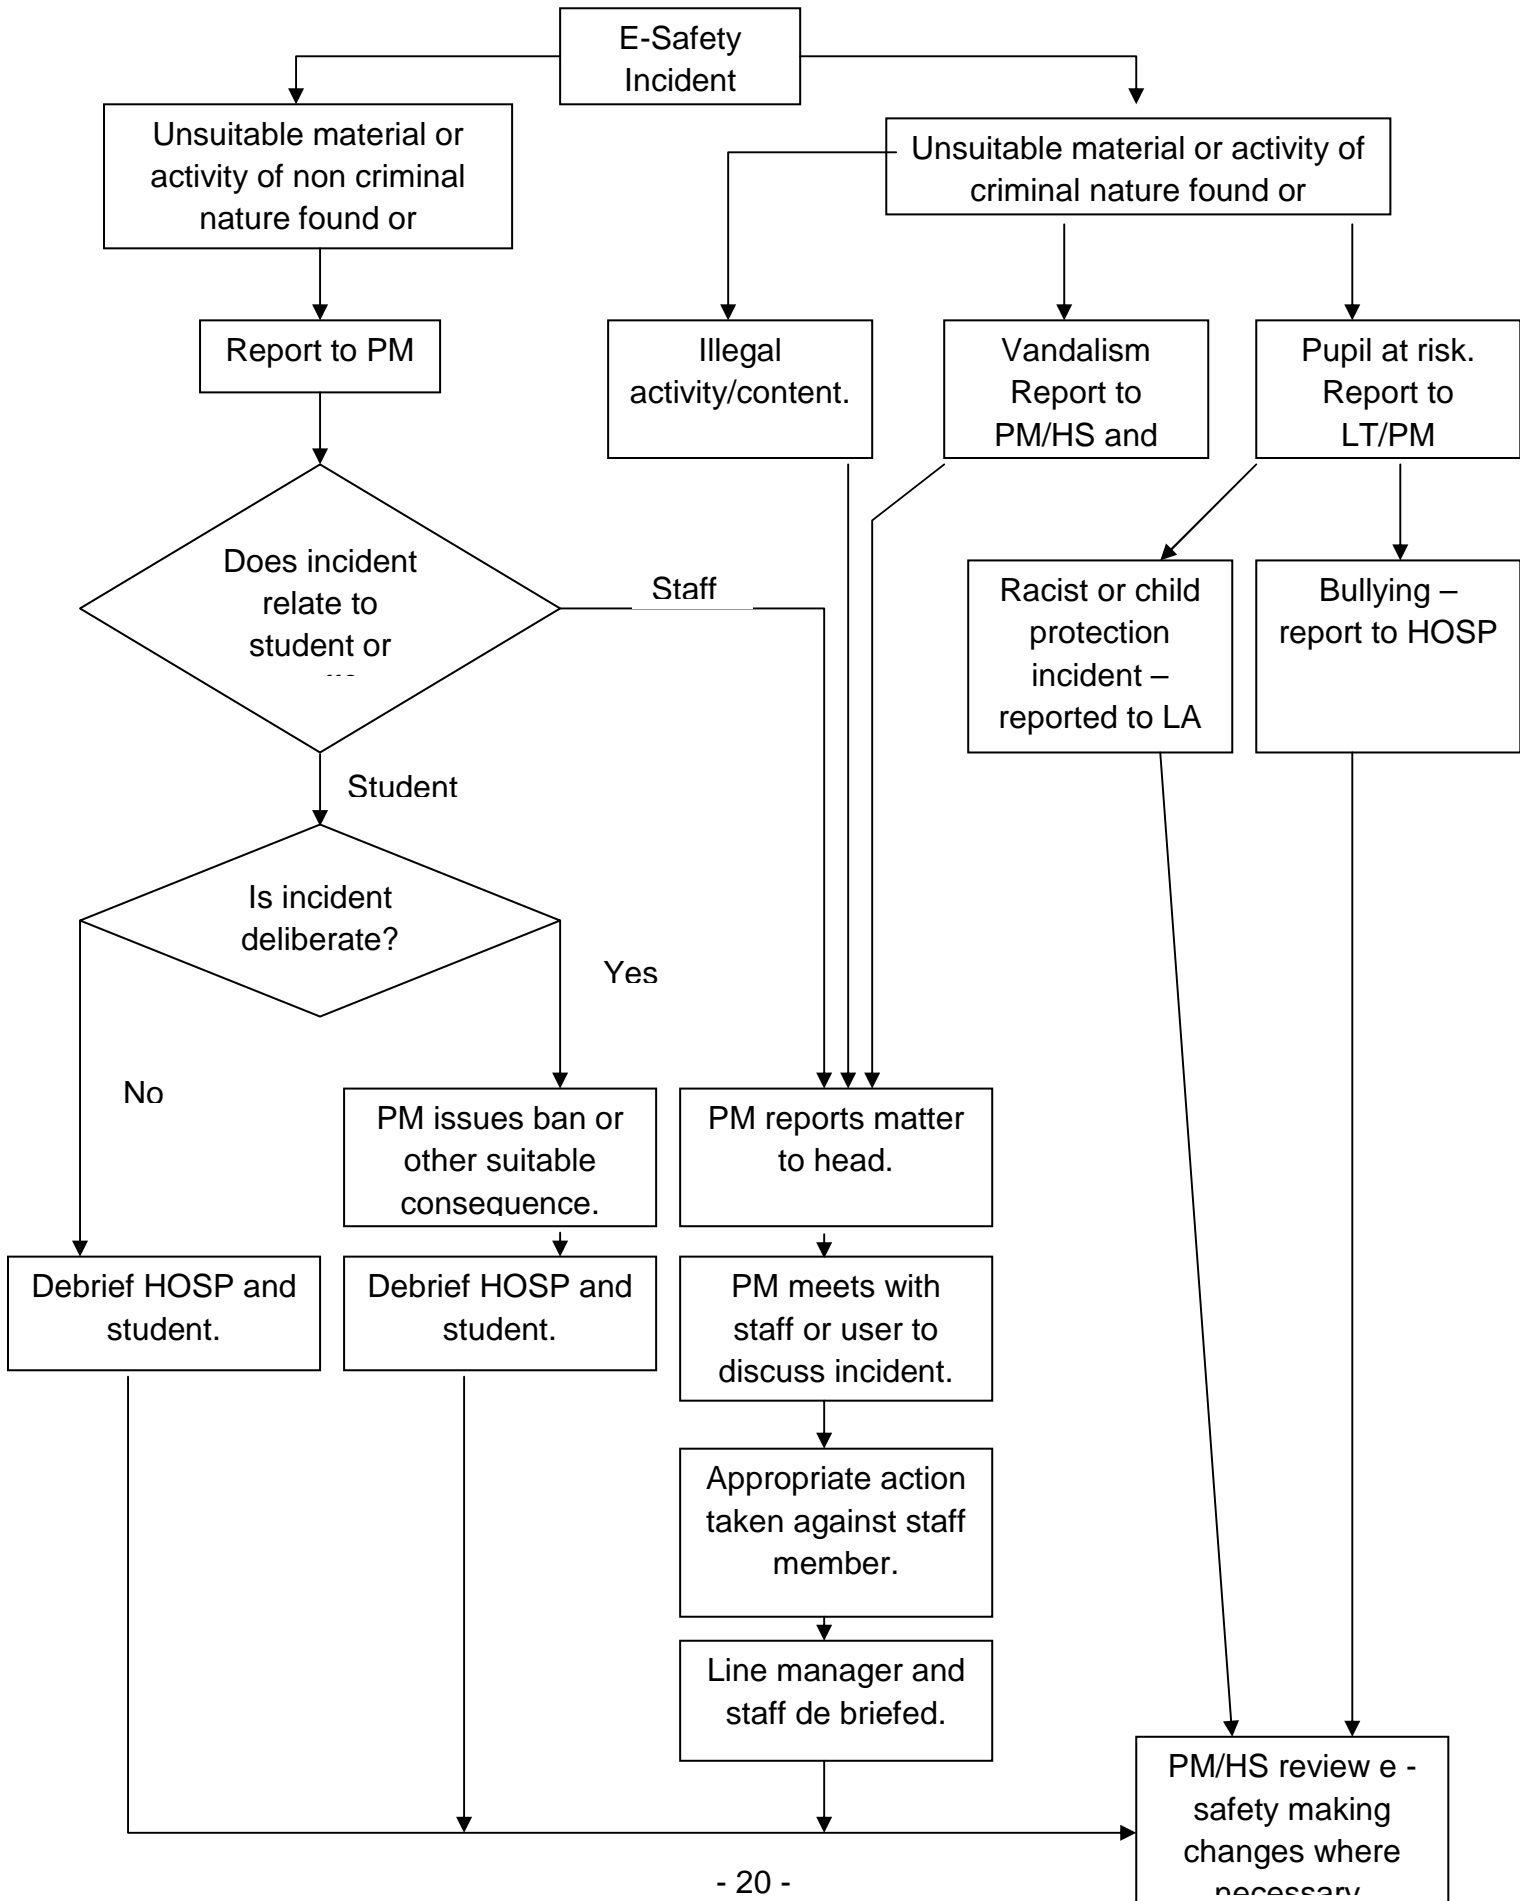 E-Safety
Incident
Unsuitable material or
activity of non criminal
nature found or
Unsuitable material or activity of
criminal nature found or
Report to PM
Illegal
activity/content.
Vandalism
Report to
PM/HS and
Pupil at risk.
Report to
LT/PM
Does incident
relate to
student or
Staff
Racist or child
protection
incident –
reported to LA
Bullying –
report to HOSP
Student
Is incident
deliberate?
Yes
No
PM issues ban or
other suitable
consequence.
PM reports matter
to head.
Debrief HOSP and
student.
Debrief HOSP and
student.
PM meets with
staff or user to
discuss incident.
Appropriate action
taken against staff
member.
Line manager and
staff de briefed.
PM/HS review e -
safety making
changes where
necessary
- 20 -